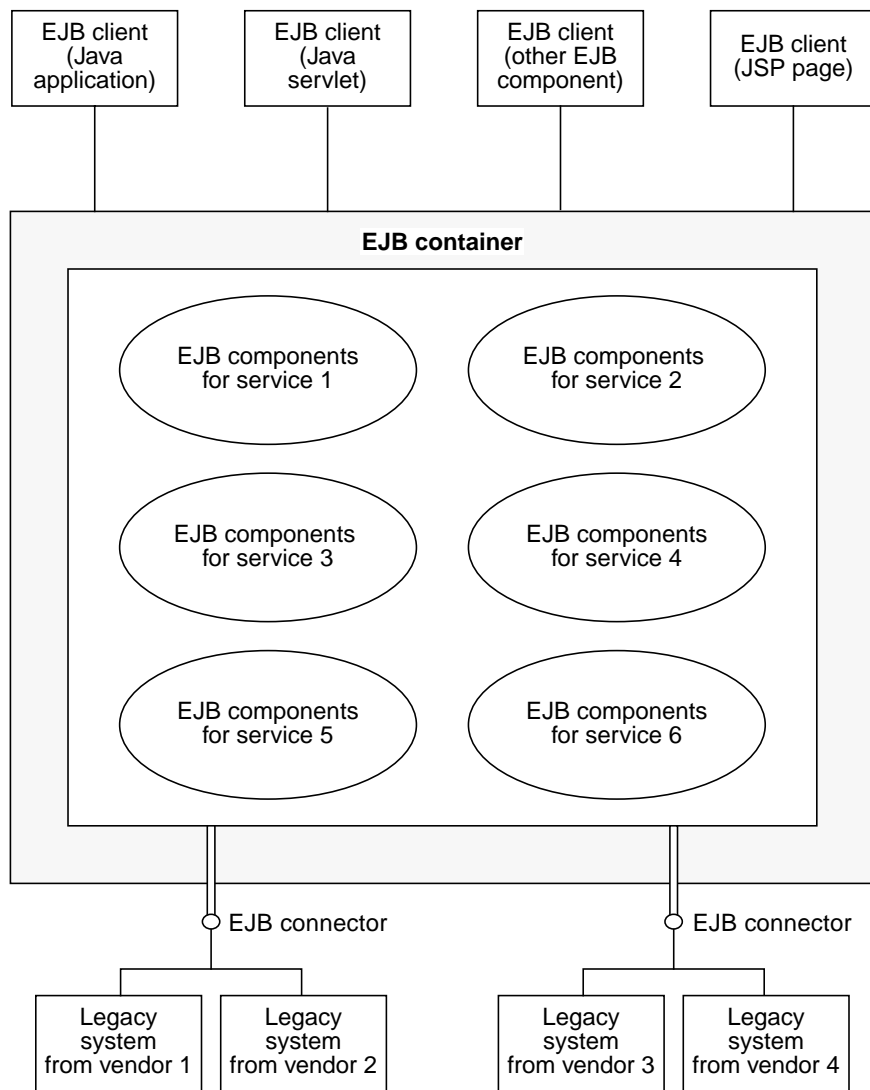 EJB client
(Java
application)
EJB client
(Java
servlet)
EJB client
(other EJB
component)
EJB client
(JSP page)
EJB container
EJB components
for service 1
EJB components
for service 2
EJB components
for service 3
EJB components
for service 4
EJB components
for service 5
EJB components
for service 6
EJB connector
EJB connector
Legacy
system
from vendor 1
Legacy
system
from vendor 2
Legacy
system
from vendor 3
Legacy
system
from vendor 4